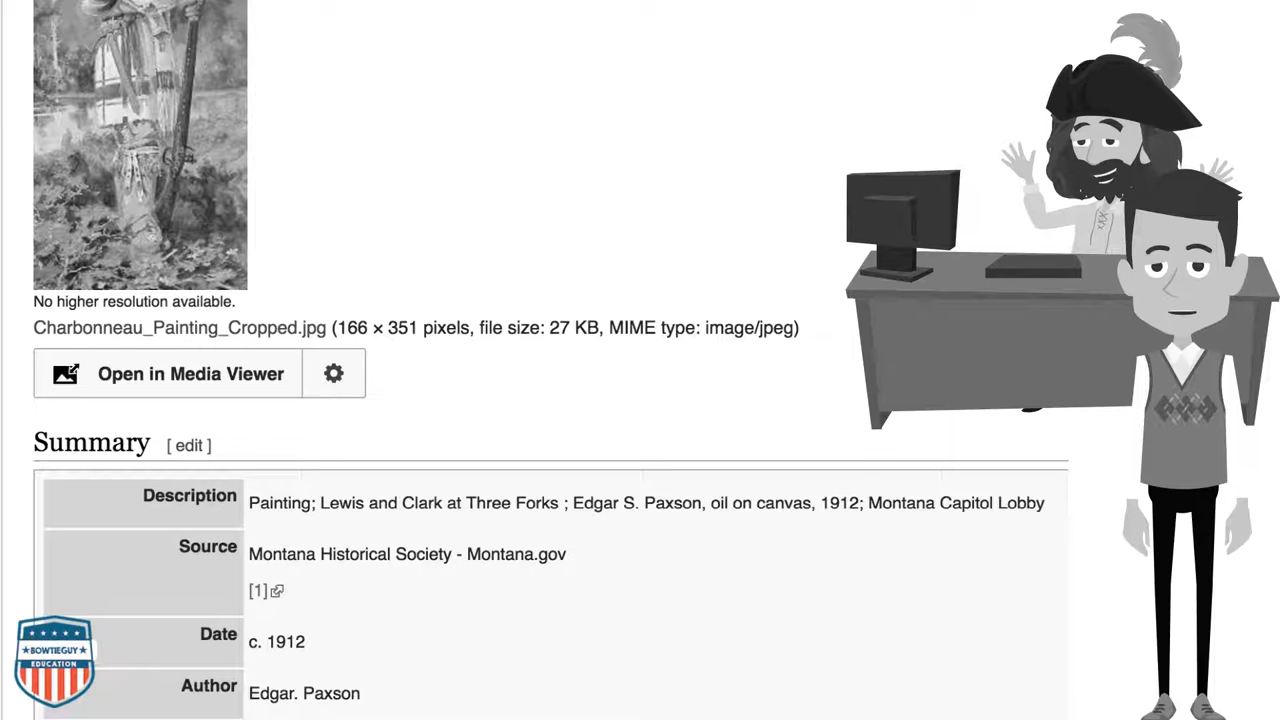 No higher resolution available.
Charbonneau_Painting_Cropped.jpg (166 × 351 pixels, file size: 27 KB, MIME type: image/jpeg)
Open in Media Viewer
Summary [ edit ]
Description Painting; Lewis and Clark at Three Forks ; Edgar S. Paxson, oil on canvas, 1912; Montana Capitol Lobby
Source Montana Historical Society - Montana.gov
[1]
Date c. 1912
Author Edgar. Paxson
BOWTIEGUY
EDUCATION